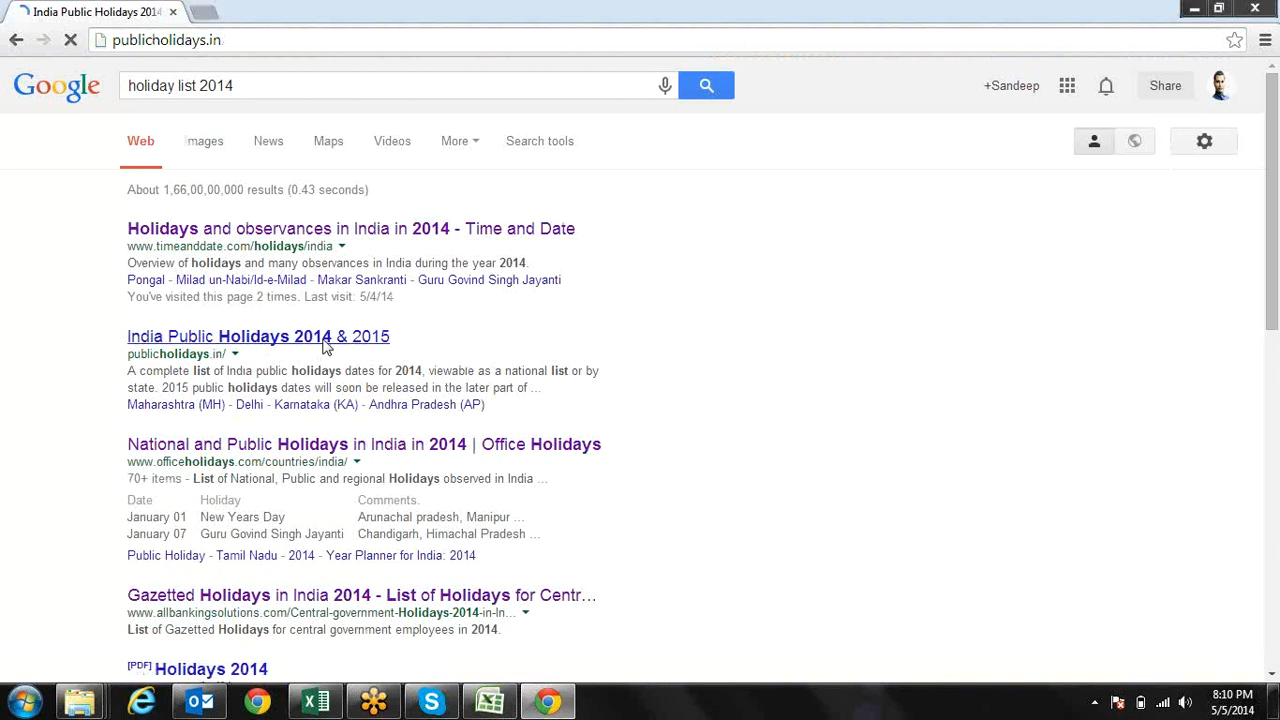 India Public Holidays 2014
publicholidays.in
Google
holiday list 2014
+Sandeep
Share
Web
Images
News
Maps
Videos
More
Search tools
About 1,66,00,00,000 results (0.43 seconds)
Holidays and observances in India in 2014 - Time and Date
www.timeanddate.com/holidays/india
Overview of holidays and many observances in India during the year 2014.
Pongal - Milad un-Nabi/Id-e-Milad - Makar Sankranti - Guru Govind Singh Jayanti
You've visited this page 2 times. Last visit: 5/4/14
India Public Holidays 2014 & 2015
publicholidays.in/
A complete list of India public holidays dates for 2014, viewable as a national list or by
state. 2015 public holidays dates will soon be released in the later part of ...
Maharashtra (MH) - Delhi - Karnataka (KA) - Andhra Pradesh (AP)
National and Public Holidays in India in 2014 | Office Holidays
www.officeholidays.com/countries/india/
70+ items - List of National, Public and regional Holidays observed in India ...
Date Holiday Comments.
January 01 New Years Day Arunachal pradesh, Manipur ...
January 07 Guru Govind Singh Jayanti Chandigarh, Himachal Pradesh ...
Public Holiday - Tamil Nadu - 2014 - Year Planner for India: 2014
Gazetted Holidays in India 2014 - List of Holidays for Centr...
www.allbankingsolutions.com/Central-government-Holidays-2014-in-In...
List of Gazetted Holidays for central government employees in 2014.
[PDF] Holidays 2014
8:10 PM
5/5/2014